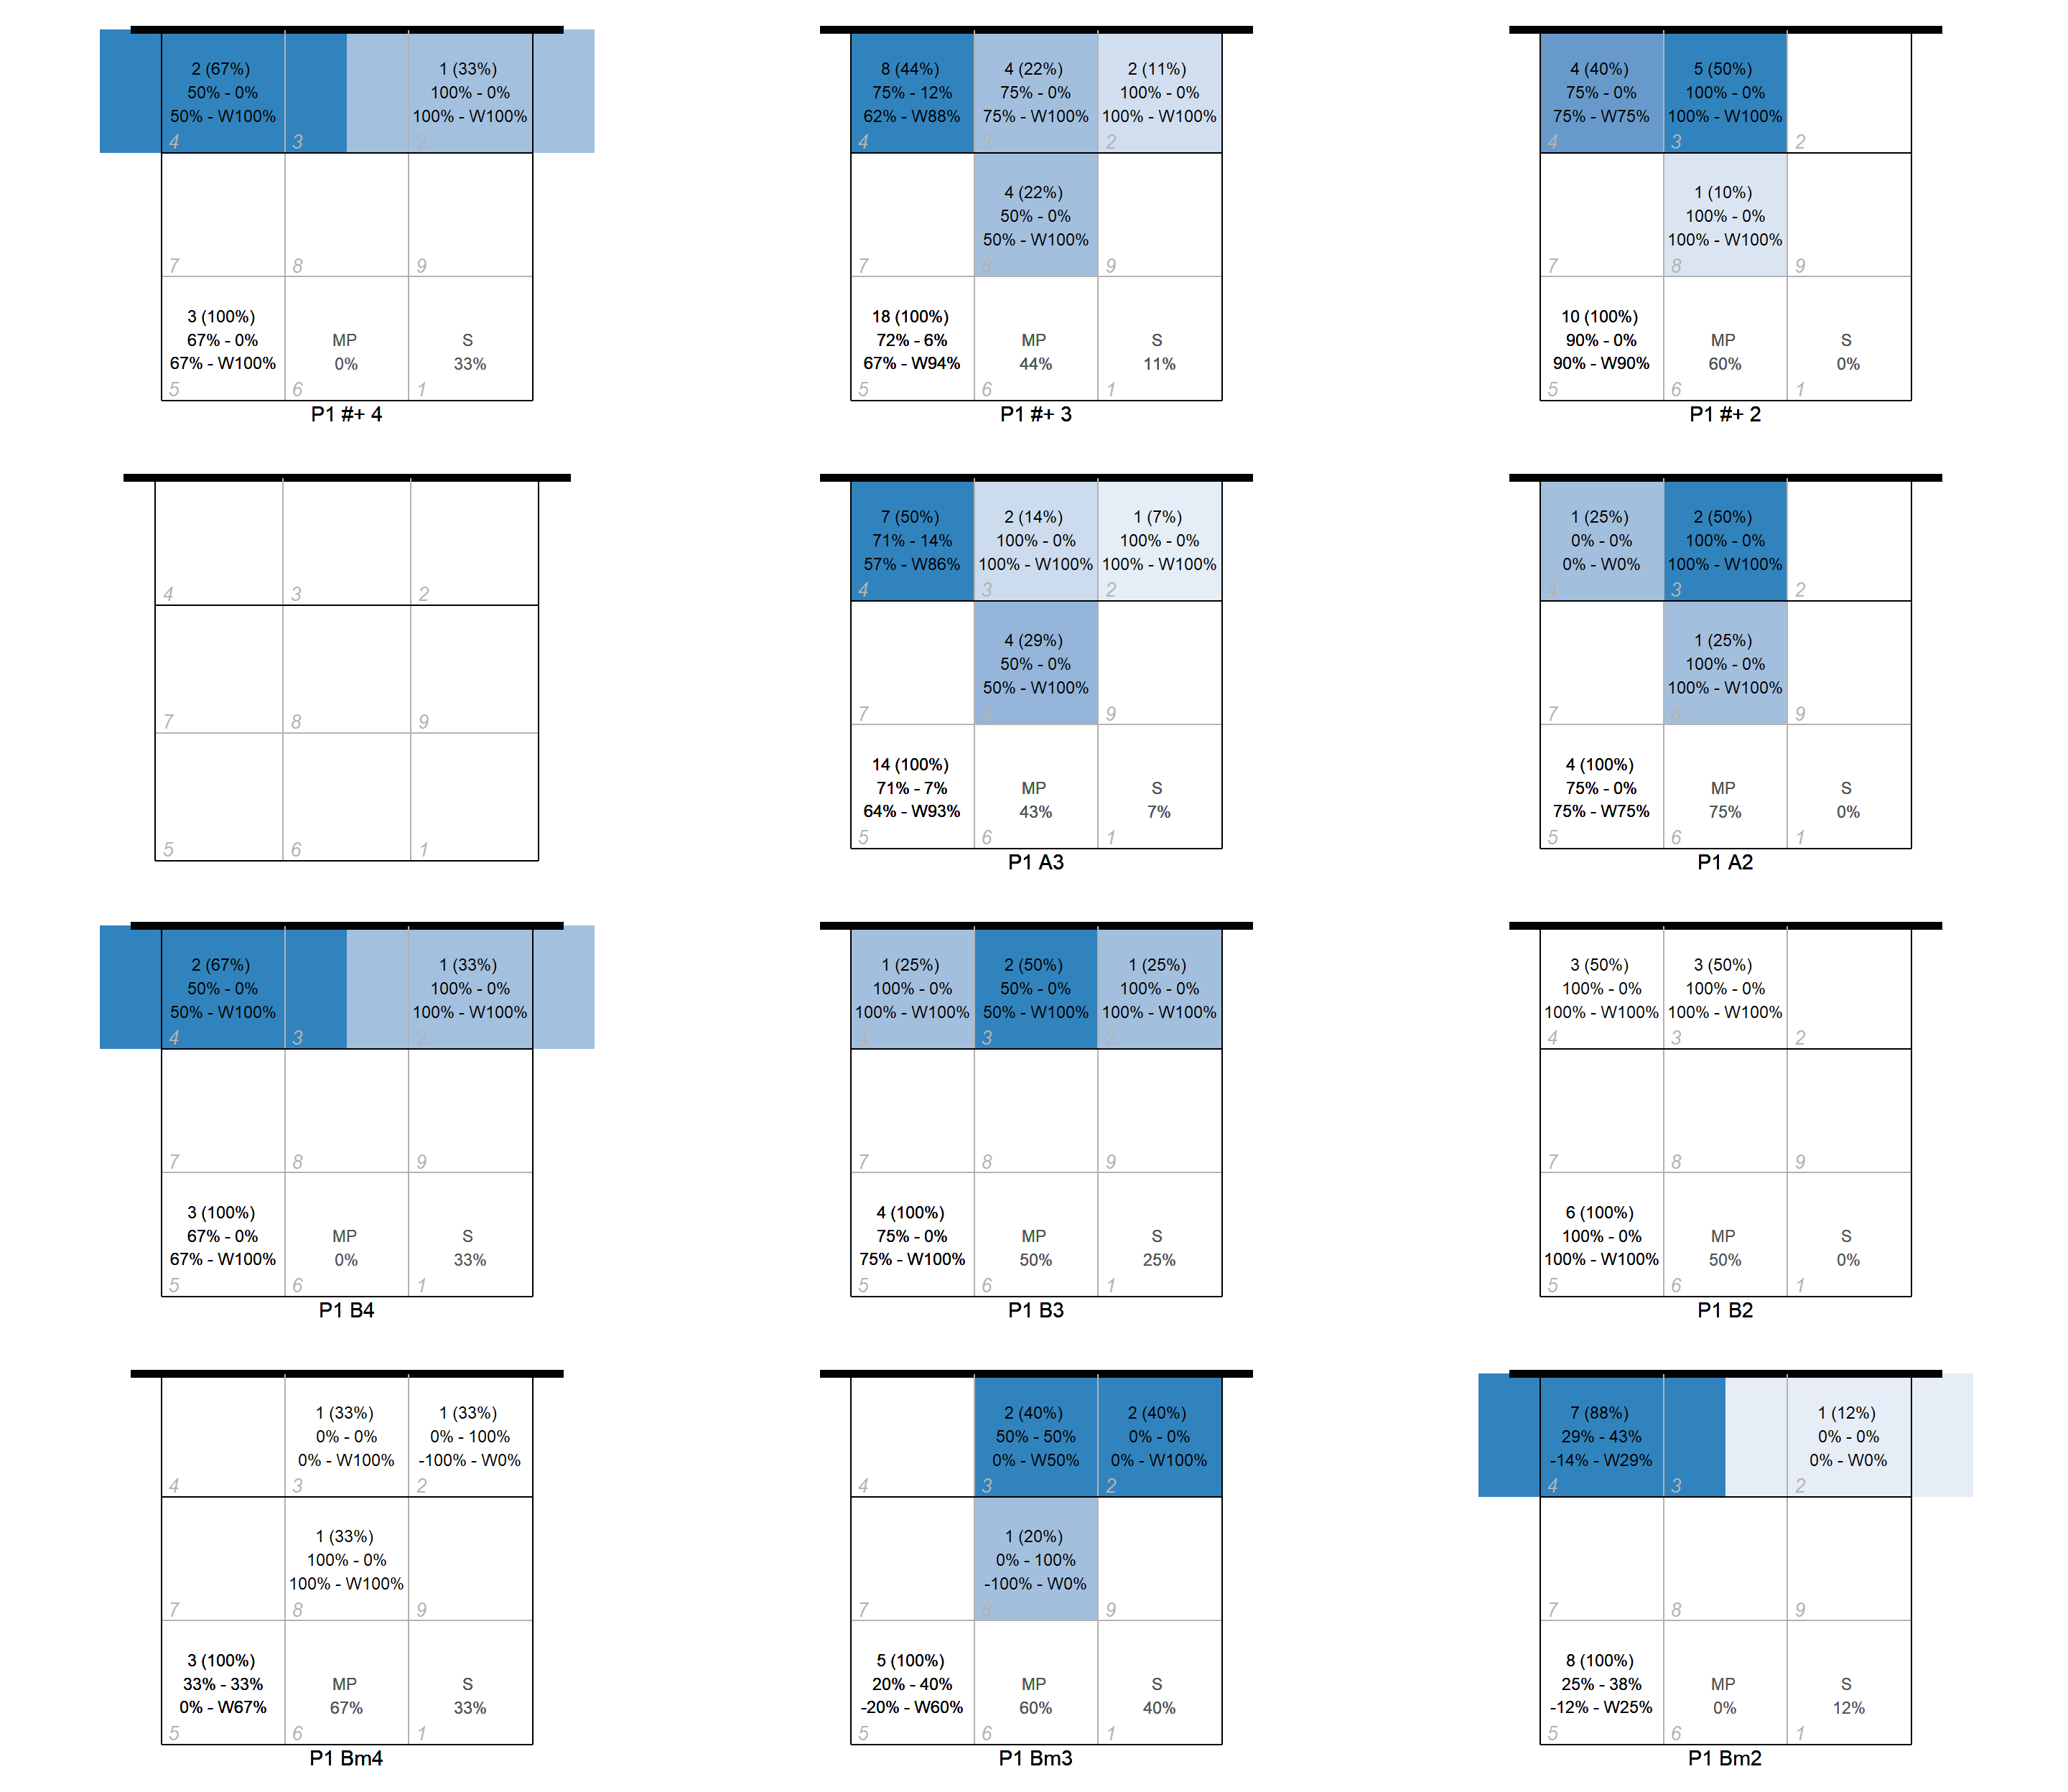 2 (67%)
50% - 0%
50% - W100%
4
3
1 (33%)
100% - 0%
100% - W100%
2
7
8
9
3 (100%)
67% - 0%
67% - W100%
5
MP
0%
6
S
33%
1
P1 #+ 4
8 (44%)
75% - 12%
62% - W88%
4
4 (22%)
75% - 0%
75% - W100%
3
2 (11%)
100% - 0%
100% - W100%
2
7
4 (22%)
50% - 0%
50% - W100%
8
9
18 (100%)
72% - 6%
67% - W94%
5
MP
44%
6
S
11%
1
P1 #+ 3
4 (40%)
75% - 0%
75% - W75%
4
5 (50%)
100% - 0%
100% - W100%
3
2
7
1 (10%)
100% - 0%
100% - W100%
8
9
10 (100%)
90% - 0%
90% - W90%
5
MP
60%
6
S
0%
1
P1 #+ 2
4
3
2
7
8
9
5
6
1
7 (50%)
71% - 14%
57% - W86%
4
2 (14%)
100% - 0%
100% - W100%
3
1 (7%)
100% - 0%
100% - W100%
2
7
4 (29%)
50% - 0%
50% - W100%
8
9
14 (100%)
71% - 7%
64% - W93%
5
MP
43%
6
S
7%
1
P1 A3
1 (25%)
0% - 0%
0% - W0%
4
2 (50%)
100% - 0%
100% - W100%
3
2
7
1 (25%)
100% - 0%
100% - W100%
8
9
4 (100%)
75% - 0%
75% - W75%
5
MP
75%
6
S
0%
1
P1 A2
2 (67%)
50% - 0%
50% - W100%
4
3
1 (33%)
100% - 0%
100% - W100%
2
7
8
9
3 (100%)
67% - 0%
67% - W100%
5
MP
0%
6
S
33%
1
P1 B4
1 (25%)
100% - 0%
100% - W100%
4
2 (50%)
50% - 0%
50% - W100%
3
1 (25%)
100% - 0%
100% - W100%
2
7
8
9
4 (100%)
75% - 0%
75% - W100%
5
MP
50%
6
S
25%
1
P1 B3
3 (50%)
100% - 0%
100% - W100%
4
3 (50%)
100% - 0%
100% - W100%
3
2
7
8
9
6 (100%)
100% - 0%
100% - W100%
5
MP
50%
6
S
0%
1
P1 B2
4
1 (33%)
0% - 0%
0% - W100%
3
1 (33%)
0% - 100%
-100% - W0%
2
7
1 (33%)
100% - 0%
100% - W100%
8
9
3 (100%)
33% - 33%
0% - W67%
5
MP
67%
6
S
33%
1
P1 Bm4
4
2 (40%)
50% - 50%
0% - W50%
3
2 (40%)
0% - 0%
0% - W100%
2
7
1 (20%)
0% - 100%
-100% - W0%
8
9
5 (100%)
20% - 40%
-20% - W60%
5
MP
60%
6
S
40%
1
P1 Bm3
7 (88%)
29% - 43%
-14% - W29%
4
3
1 (12%)
0% - 0%
0% - W0%
2
7
8
9
8 (100%)
25% - 38%
-12% - W25%
5
MP
0%
6
S
12%
1
P1 Bm2